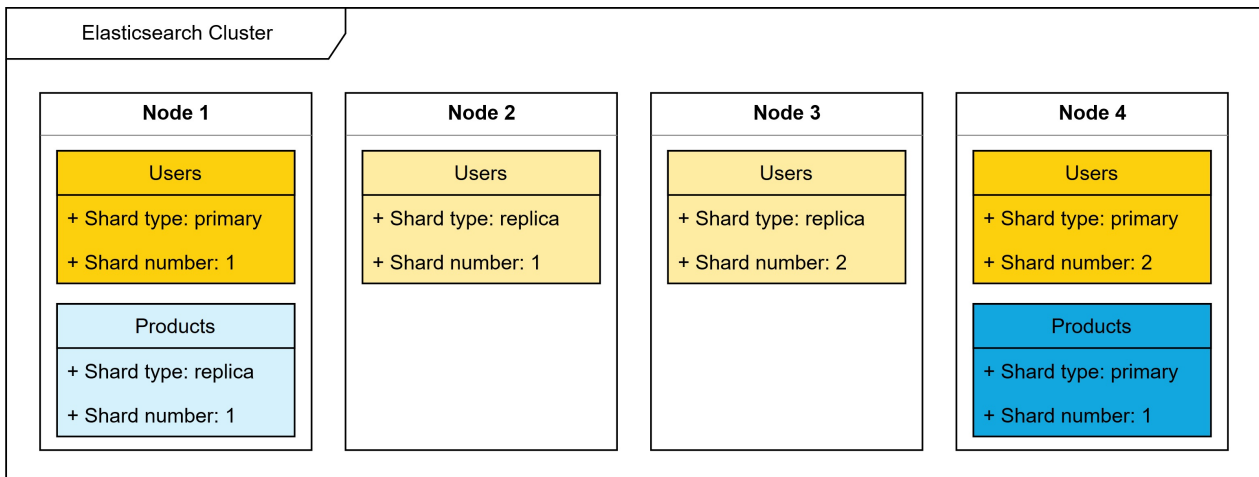 Elasticsearch Cluster
Node 1
Users
+ Shard type: primary
+ Shard number: 1
Products
+ Shard type: replica
+ Shard number: 1
Node 2
Users
+ Shard type: replica
+ Shard number: 1
Node 3
Users
+ Shard type: replica
+ Shard number: 2
Node 4
Users
+ Shard type: primary
+ Shard number: 2
Products
+ Shard type: primary
+ Shard number: 1